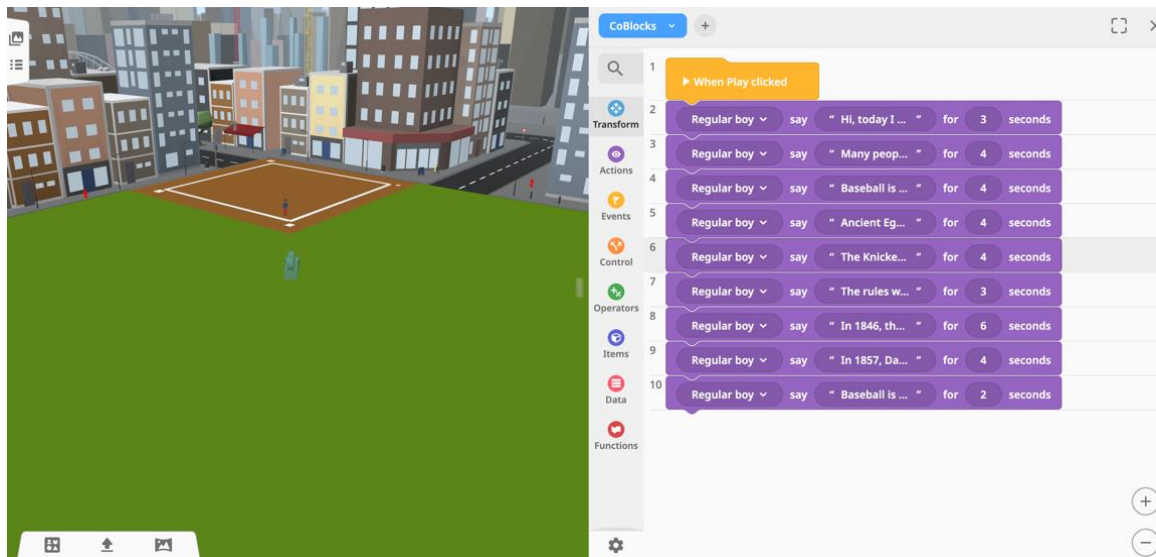 CoBlocks
1
When Play clicked
2
Regular boy say “ Hi, today I ... ” for 3 seconds
Transform
3
Regular boy say “ Many peop... ” for 4 seconds
Actions
4
Regular boy say “ Baseball is ... ” for 4 seconds
Events
5
Regular boy say “ Ancient Eg... ” for 4 seconds
6
Regular boy say “ The Knicke... ” for 4 seconds
Control
7
Regular boy say “ The rules w... ” for 3 seconds
Operators
8
Regular boy say “ In 1846, th... ” for 6 seconds
Items
9
Regular boy say “ In 1857, Da... ” for 4 seconds
10
Regular boy say “ Baseball is ... ” for 2 seconds
Data
Functions